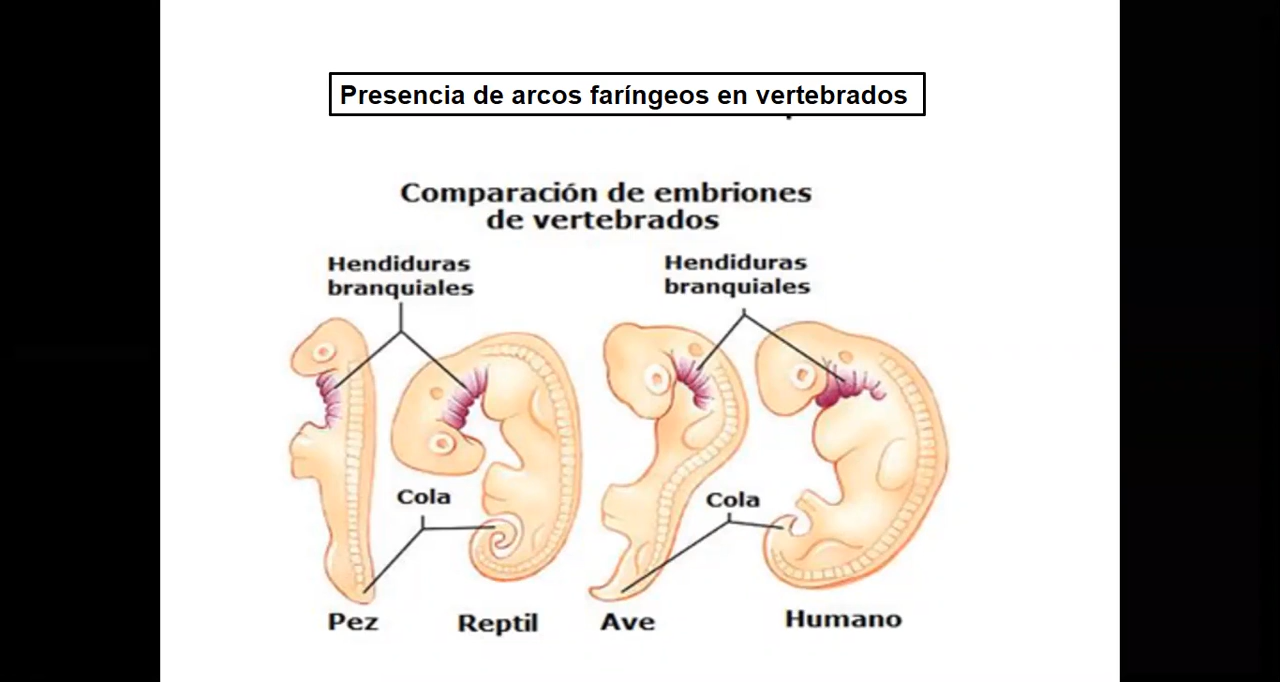 Presencia de arcos faríngeos en vertebrados
Comparación de embriones
de vertebrados
Hendiduras
branquiales
Hendiduras
branquiales
Cola
Cola
Pez
Reptil
Ave
Humano